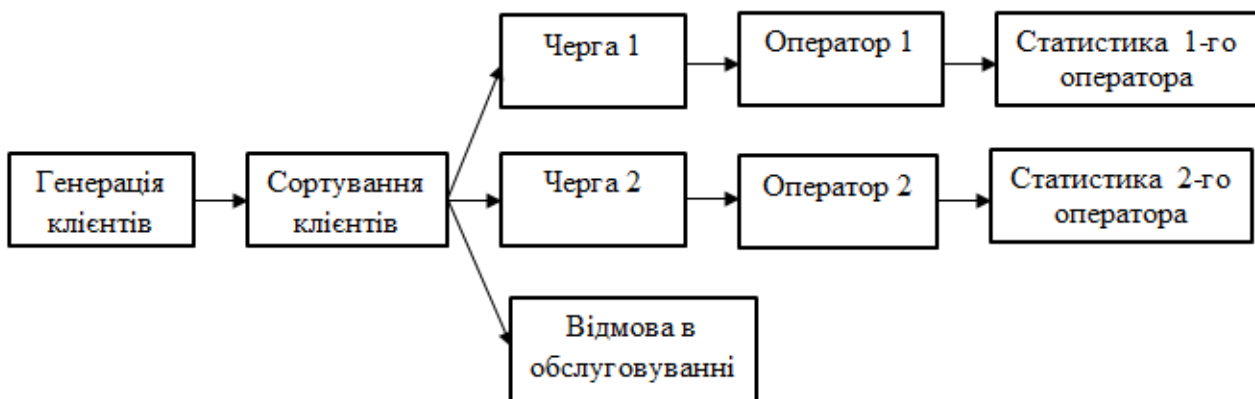 Черга 1
Оператор 1
Статистика 1-го
оператора
Генерація
клієнтів
Сортування
клієнтів
Черга 2
Оператор 2
Статистика 2-го
оператора
Відмова в
обслуговуванні